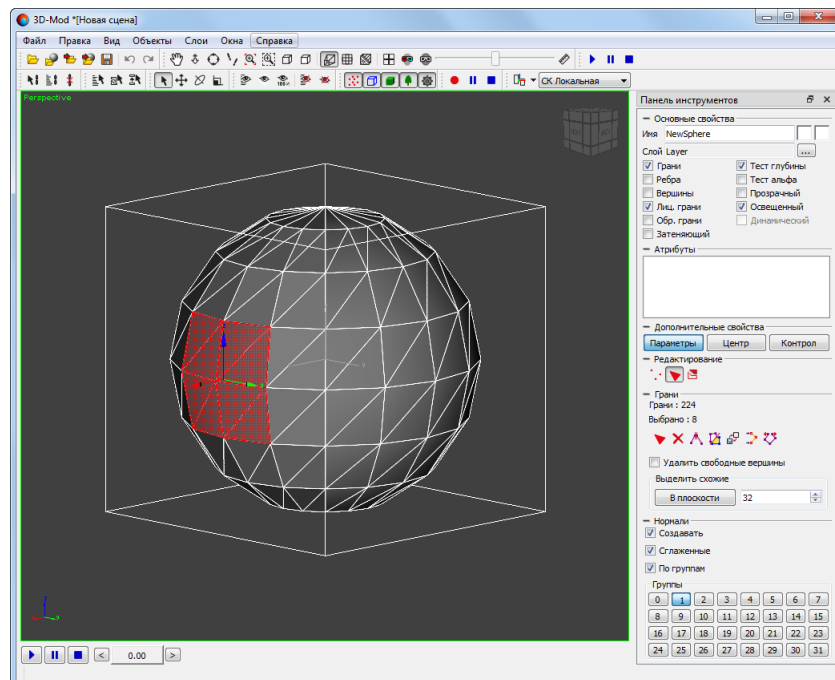 3D-Mod *[Новая сцена]
Файл Правка Вид Объекты Слои Окна Справка
100%
СК Локальная
Perspective
Панель инструментов
Основные свойства
Имя NewSphere
Слой Layer ...
Грани Тест глубины
Ребра Тест альфа
Вершины Прозрачный
Лиц. грани Освещенный
Обр. грани Динамический
Затеняющий
Атрибуты
Дополнительные свойства
Параметры Центр Контрол
Редактирование
Грани
Грани : 224
Выбрано : 8
Удалить свободные вершины
Выделить схожие
В плоскости 32
Нормали
Создавать
Сглаженные
По группам
Группы
0 1 2 3 4 5 6 7
8 9 10 11 12 13 14 15
16 17 18 19 20 21 22 23
24 25 26 27 28 29 30 31
< 0.00 >